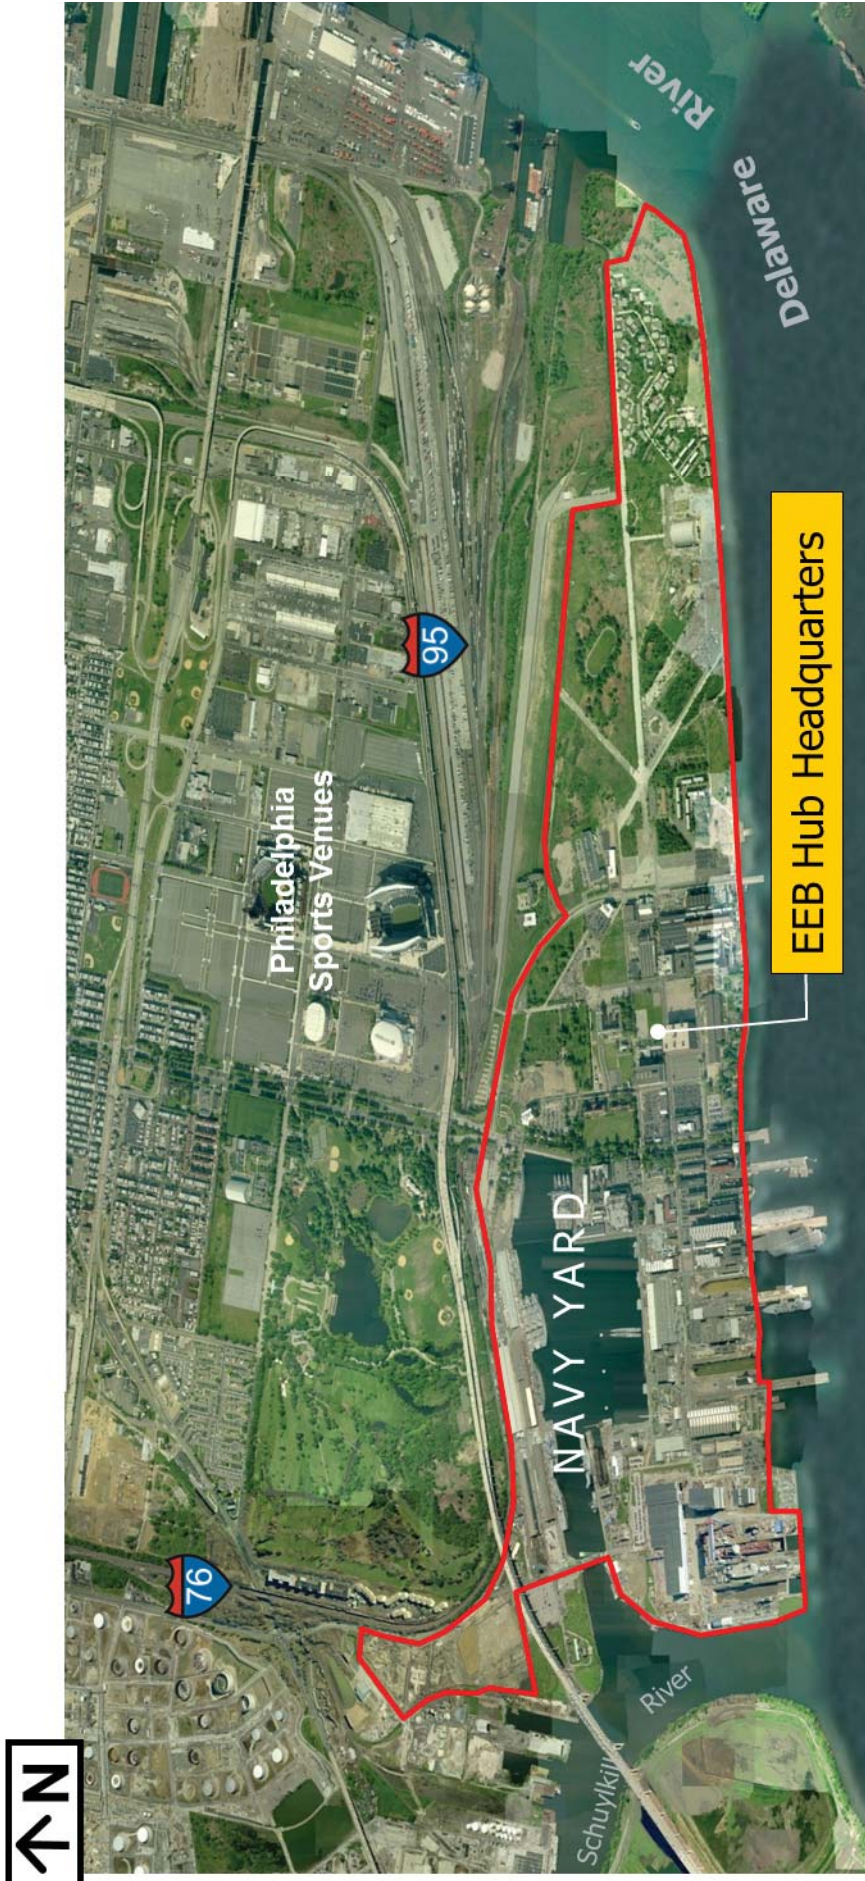 N
76
95
Philadelphia
Sports Venues
NAVY YARD
Schuylkill
River
Delaware
River
EEB Hub Headquarters